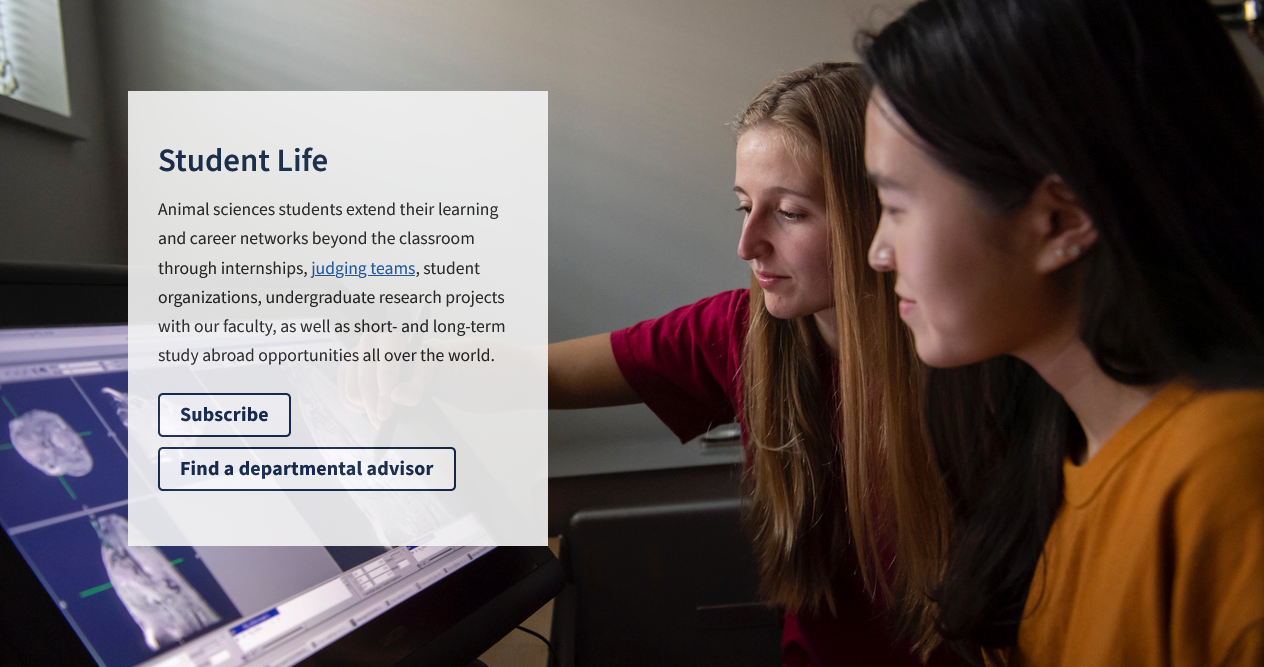 Student Life
Animal sciences students extend their learning
and career networks beyond the classroom
through internships, judging teams, student
organizations, undergraduate research projects
with our faculty, as well as short- and long-term
study abroad opportunities all over the world.
Subscribe
Find a departmental advisor